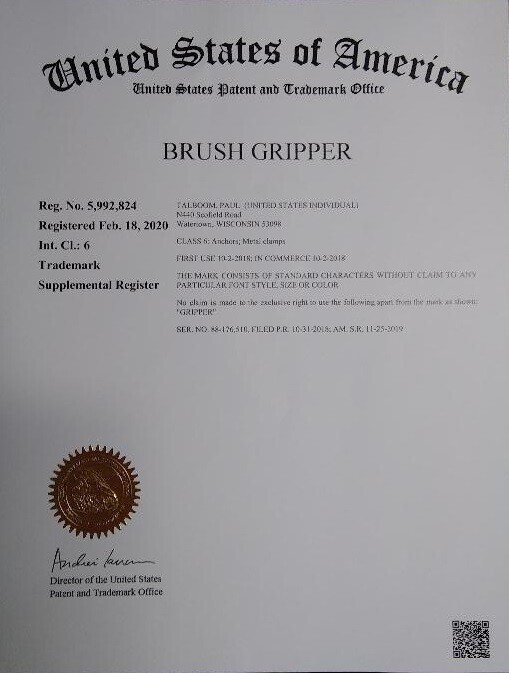 United States of America
United States Patent and Trademark Office
BRUSH GRIPPER
Reg. No. 5,992,824
Registered Feb. 18, 2020
Int. Cl.: 6
Trademark
Supplemental Register
TALBOOM, PAUL (UNITED STATES INDIVIDUAL)
N440 Scofield Road
Watertown, WISCONSIN 53098
CLASS 6: Anchors; Metal clamps
FIRST USE 10-2-2018; IN COMMERCE 10-2-2018
THE MARK CONSISTS OF STANDARD CHARACTERS WITHOUT CLAIM TO ANY
PARTICULAR FONT STYLE, SIZE OR COLOR
No claim is made to the exclusive right to use the following apart from the mark as shown:
"GRIPPER"
SER. NO. 88-176,510, FILED P.R. 10-31-2018; AM. S.R. 11-25-2019
Director of the United States
Patent and Trademark Office